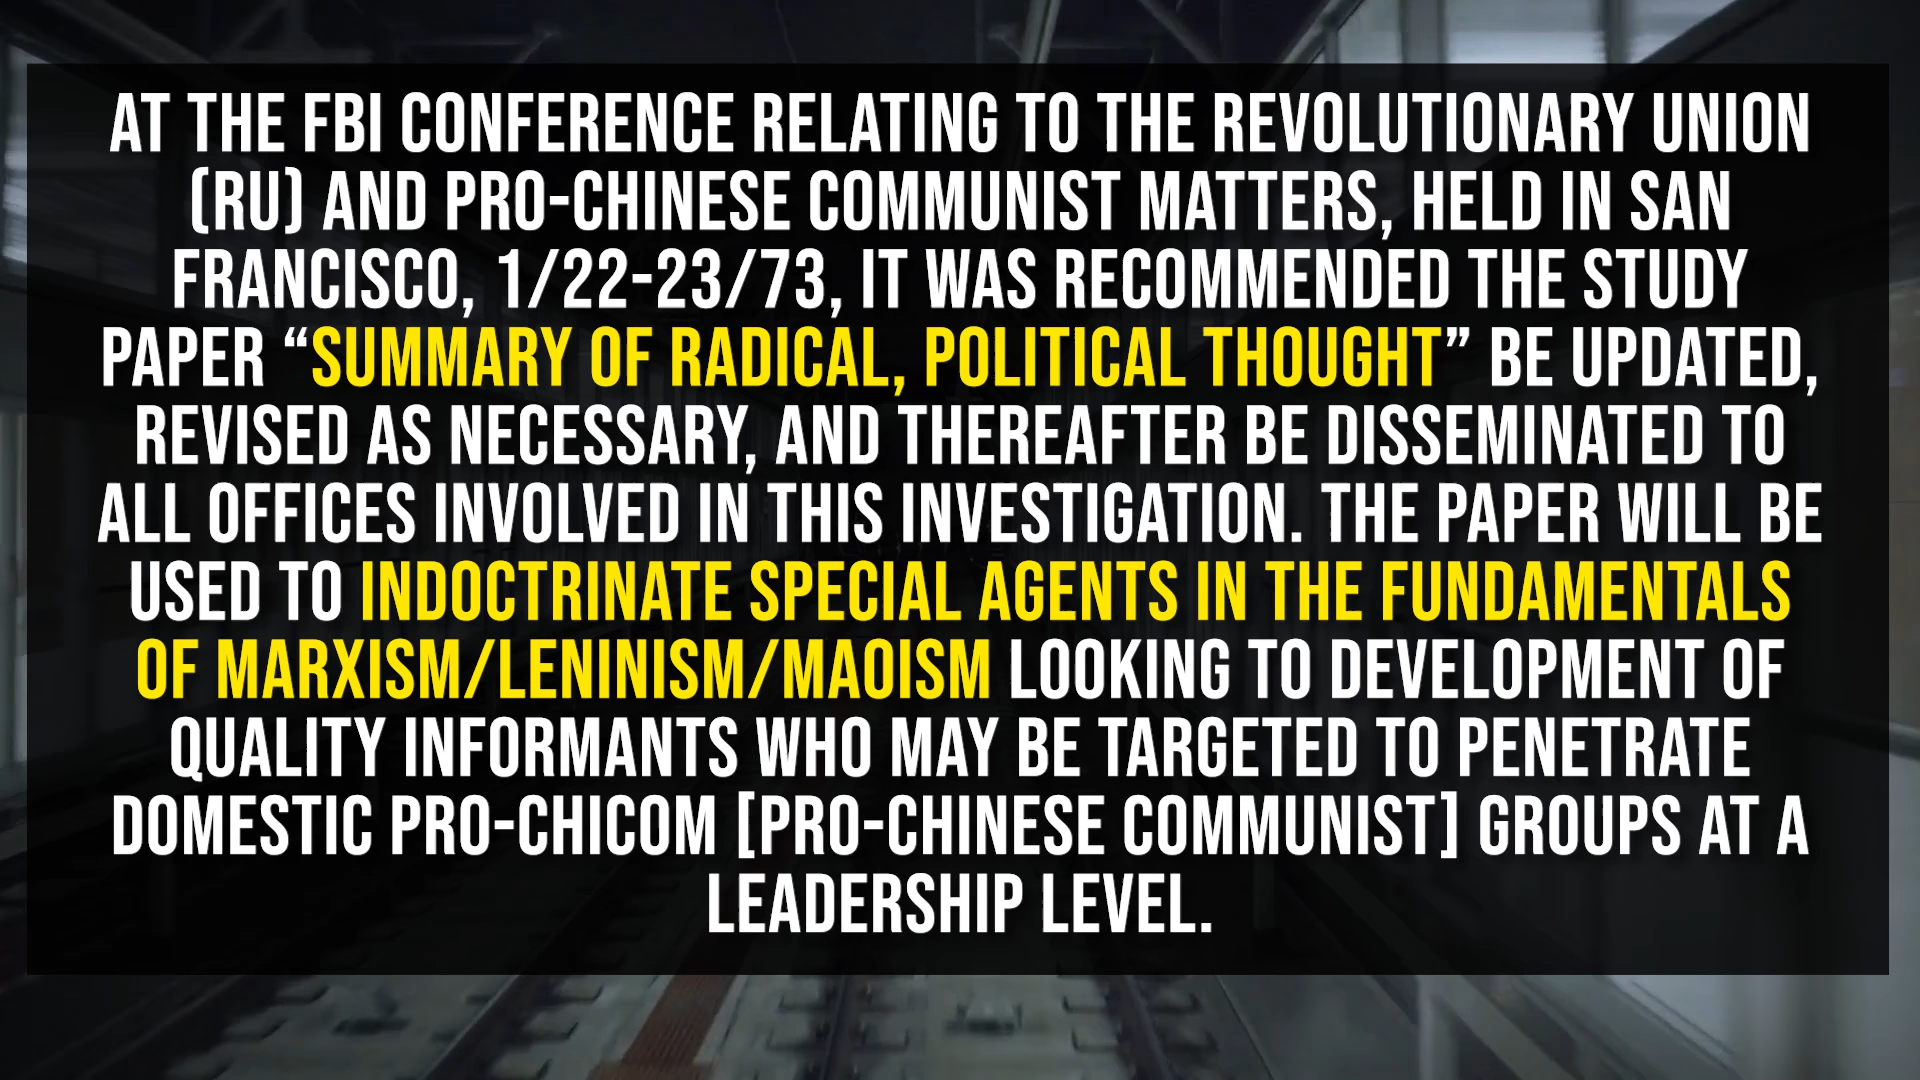 AT THE FBI CONFERENCE RELATING TO THE REVOLUTIONARY UNION
(RU) AND PRO-CHINESE COMMUNIST MATTERS, HELD IN SAN
FRANCISCO, 1/22-23/73, IT WAS RECOMMENDED THE STUDY
PAPER “SUMMARY OF RADICAL, POLITICAL THOUGHT” BE UPDATED,
REVISED AS NECESSARY, AND THEREAFTER BE DISSEMINATED TO
ALL OFFICES INVOLVED IN THIS INVESTIGATION. THE PAPER WILL BE
USED TO INDOCTRINATE SPECIAL AGENTS IN THE FUNDAMENTALS
OF MARXISM/LENINISM/MAOISM LOOKING TO DEVELOPMENT OF
QUALITY INFORMANTS WHO MAY BE TARGETED TO PENETRATE
DOMESTIC PRO-CHICOM [PRO-CHINESE COMMUNIST] GROUPS AT A
LEADERSHIP LEVEL.